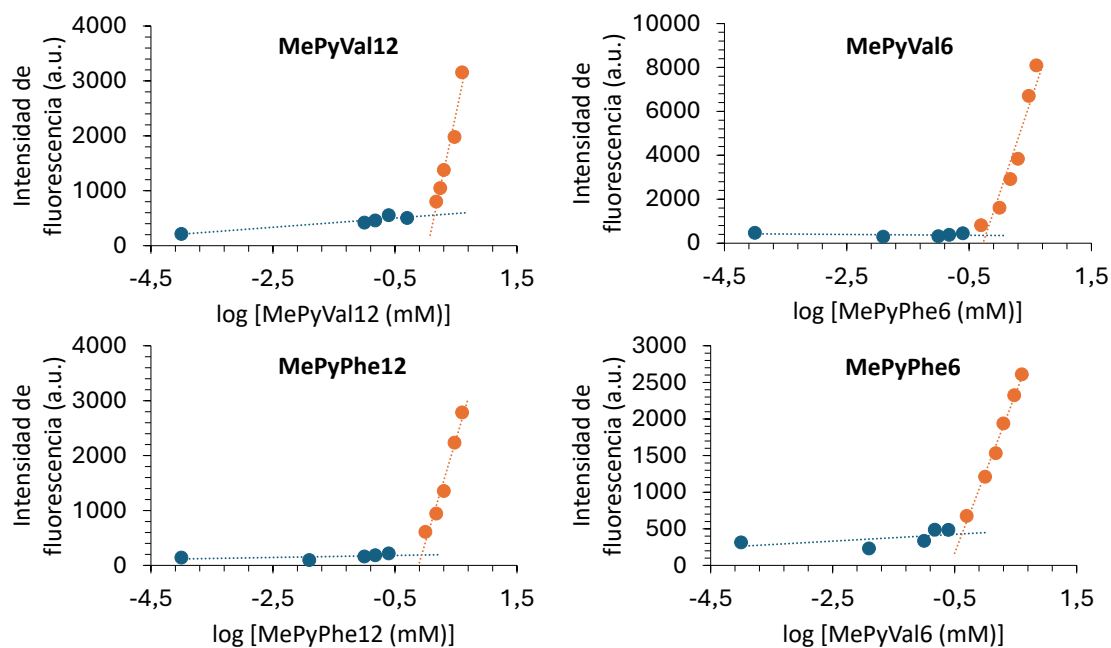 MePyVal12
Intensidad de
fluorescencia (a.u.)
4000
3000
2000
1000
0
-4,5 -2,5 -0,5 1,5
log [MePyVal12 (mM)]
MePyVal6
Intensidad de
fluorescencia (a.u.)
10000
8000
6000
4000
2000
0
-4,5 -2,5 -0,5 1,5
log [MePyPhe6 (mM)]
MePyPhe12
Intensidad de
fluorescencia (a.u.)
4000
3000
2000
1000
0
-4,5 -2,5 -0,5 1,5
log [MePyPhe12 (mM)]
MePyPhe6
Intensidad de
fluorescencia (a.u.)
3000
2500
2000
1500
1000
500
0
-4,5 -2,5 -0,5 1,5
log [MePyVal6 (mM)]